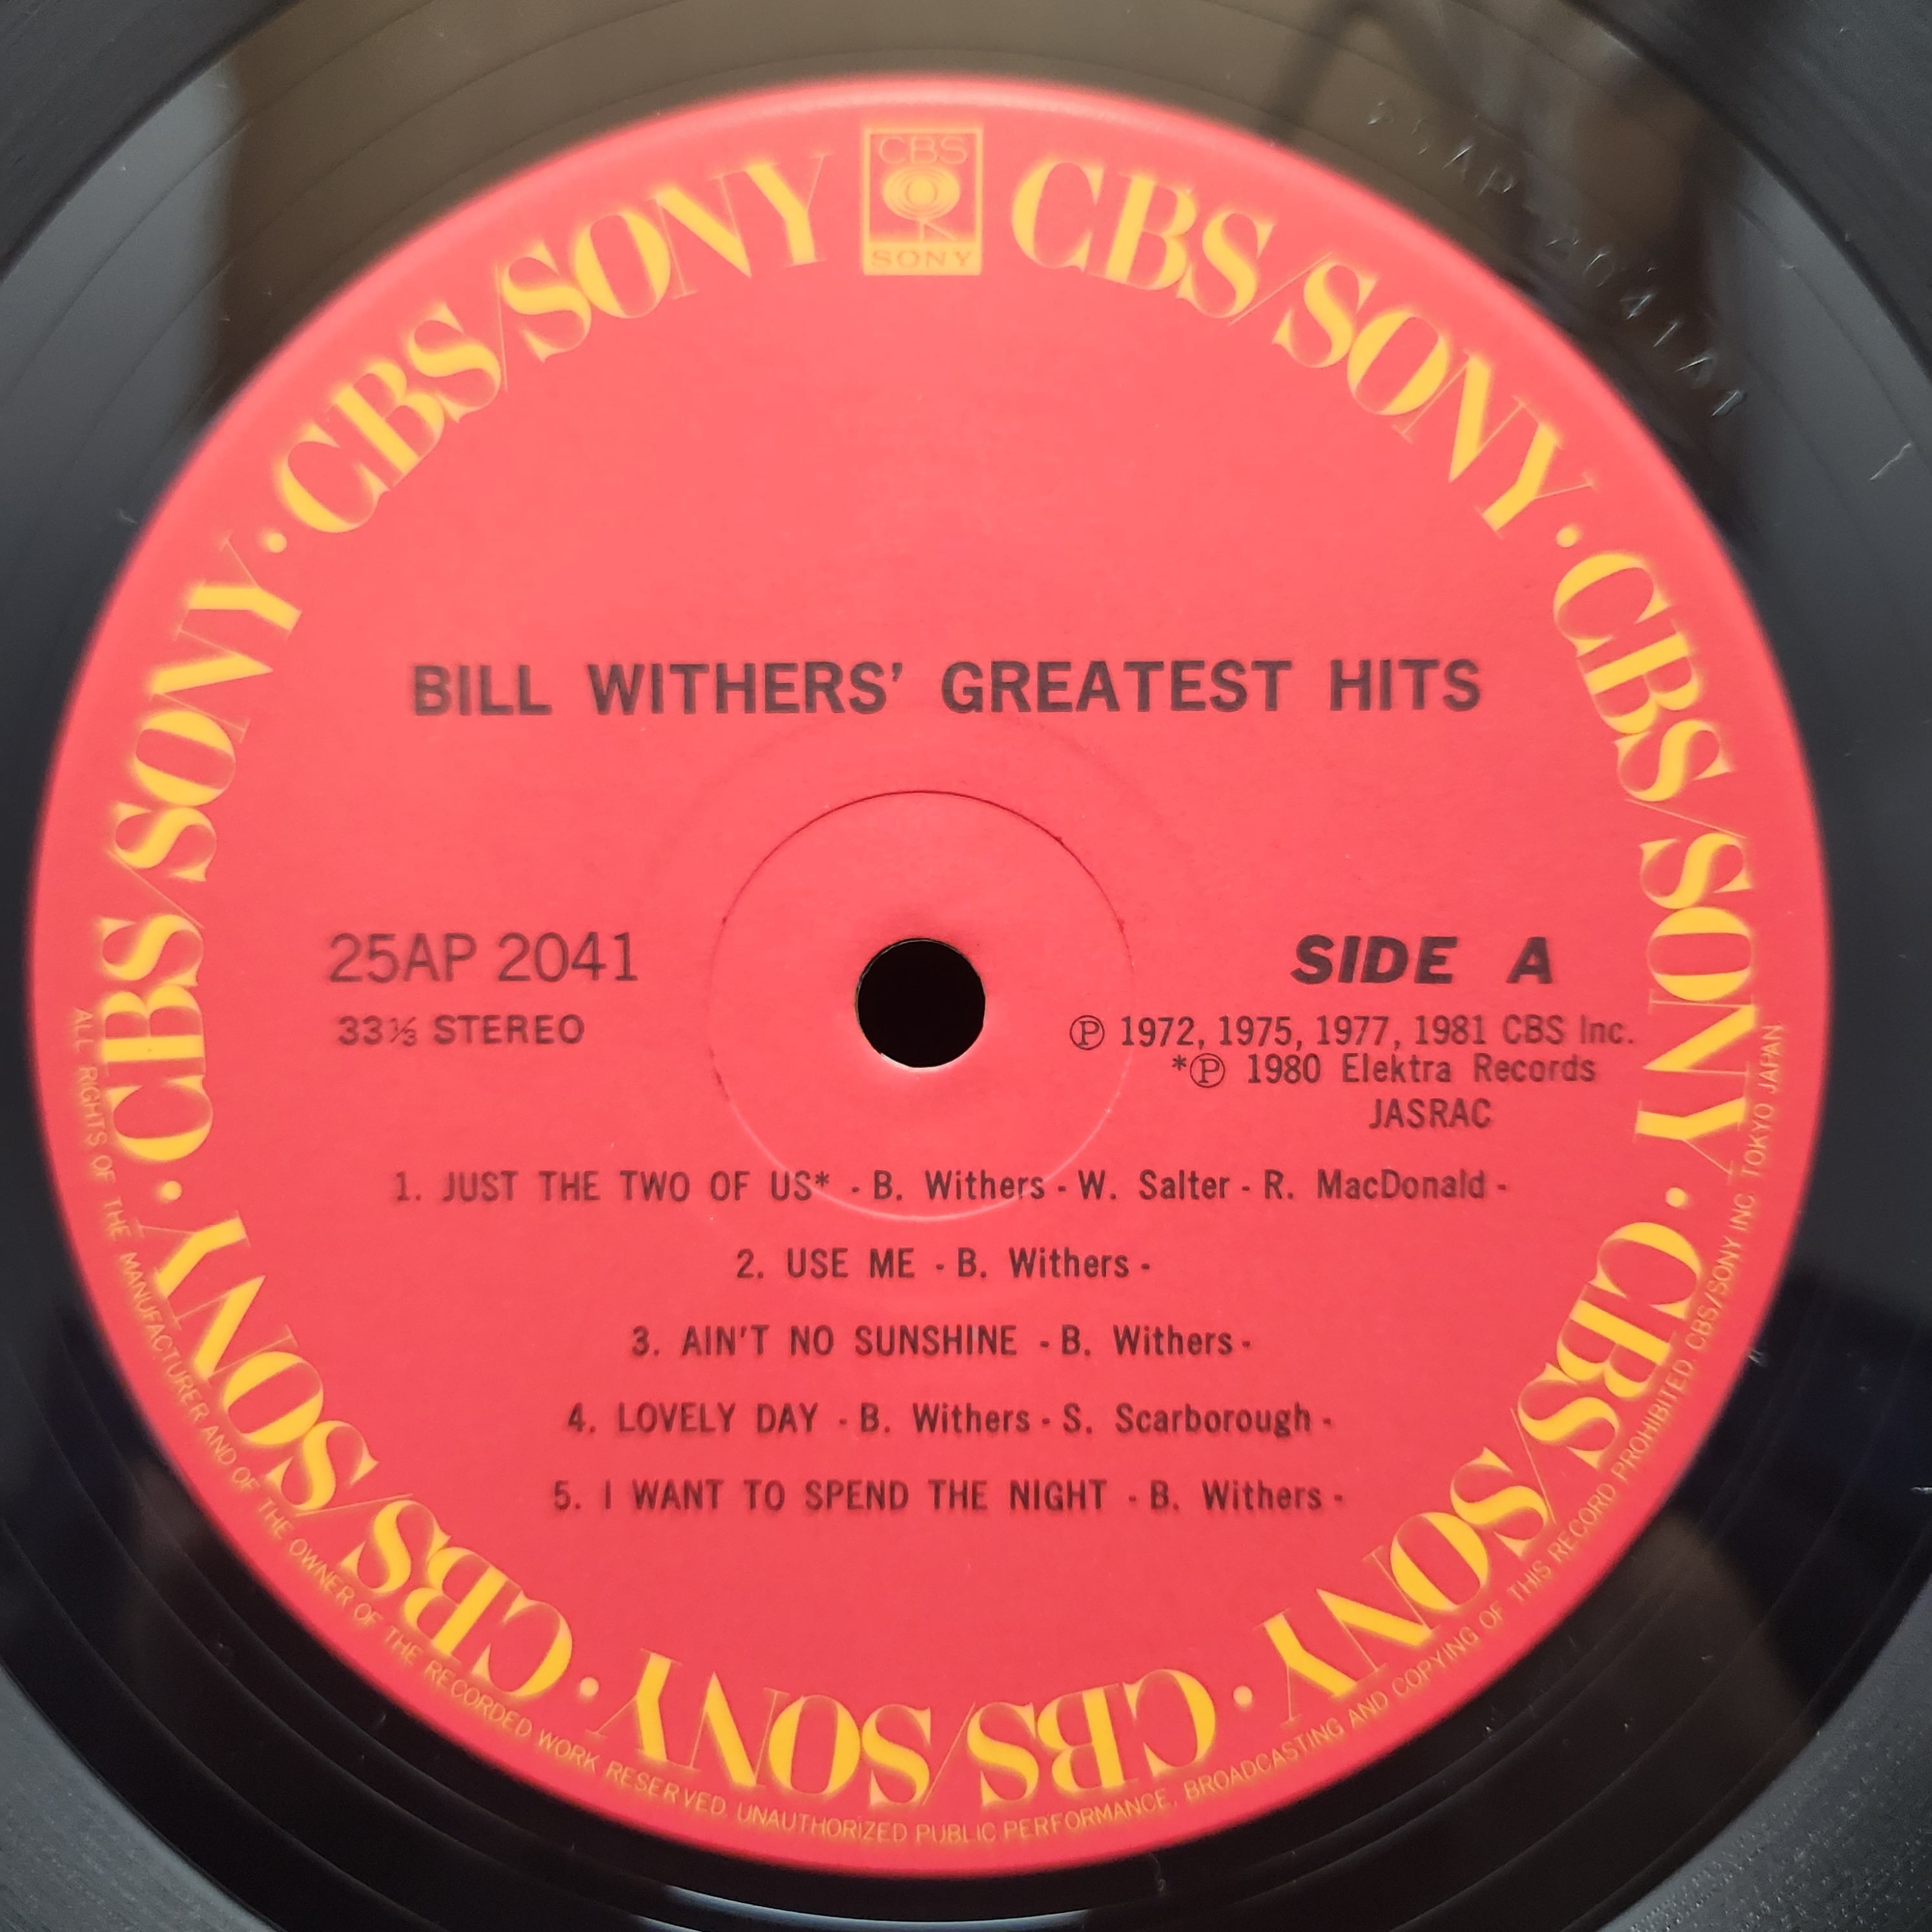 CBS
SONY
CBS/SONY · CBS/SONY · CBS/SONY · CBS/SONY · CBS/SONY · CBS/SONY · CBS/SONY
BILL WITHERS' GREATEST HITS
25AP 2041
33⅓ STEREO
SIDE A
Ⓟ 1972, 1975, 1977, 1981 CBS Inc.
*Ⓟ 1980 Elektra Records
JASRAC
1. JUST THE TWO OF US* - B. Withers - W. Salter - R. MacDonald -
2. USE ME - B. Withers -
3. AIN'T NO SUNSHINE - B. Withers -
4. LOVELY DAY - B. Withers - S. Scarborough -
5. I WANT TO SPEND THE NIGHT - B. Withers -
ALL RIGHTS OF THE MANUFACTURER AND OF THE OWNER OF THE RECORDED WORK RESERVED UNAUTHORIZED PUBLIC PERFORMANCE, BROADCASTING AND COPYING OF THIS RECORD PROHIBITED CBS/SONY INC. TOKYO JAPAN